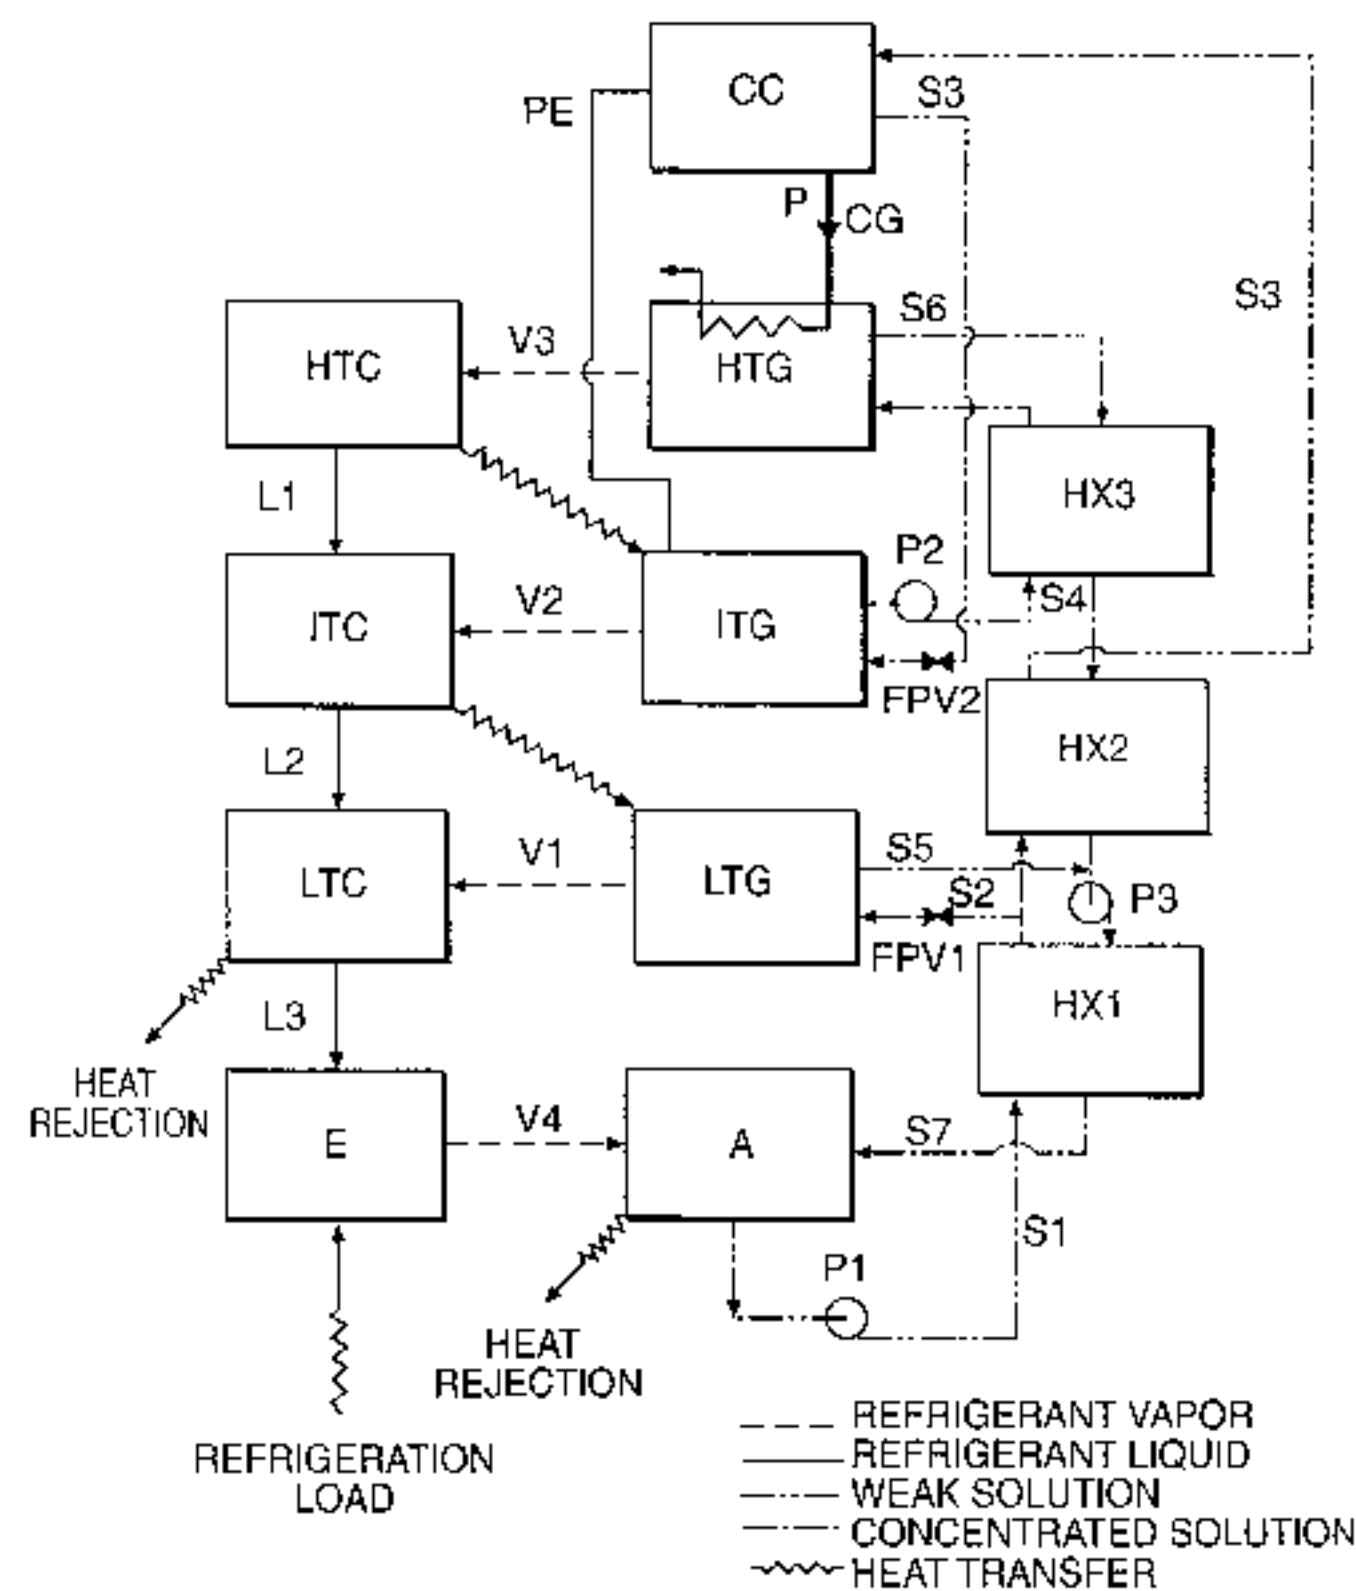 CC
S3
PE
P
CG
S3
S6
V3
HTC
HTG
HX3
L1
P2
S4
V2
ITC
ITG
FPV2
HX2
L2
S5
V1
S2
LTC
LTG
P3
FPV1
HX1
L3
HEAT
REJECTION
V4
S7
E
A
S1
P1
HEAT
REJECTION
REFRIGERATION
LOAD
REFRIGERANT VAPOR
REFRIGERANT LIQUID
WEAK SOLUTION
CONCENTRATED SOLUTION
HEAT TRANSFER